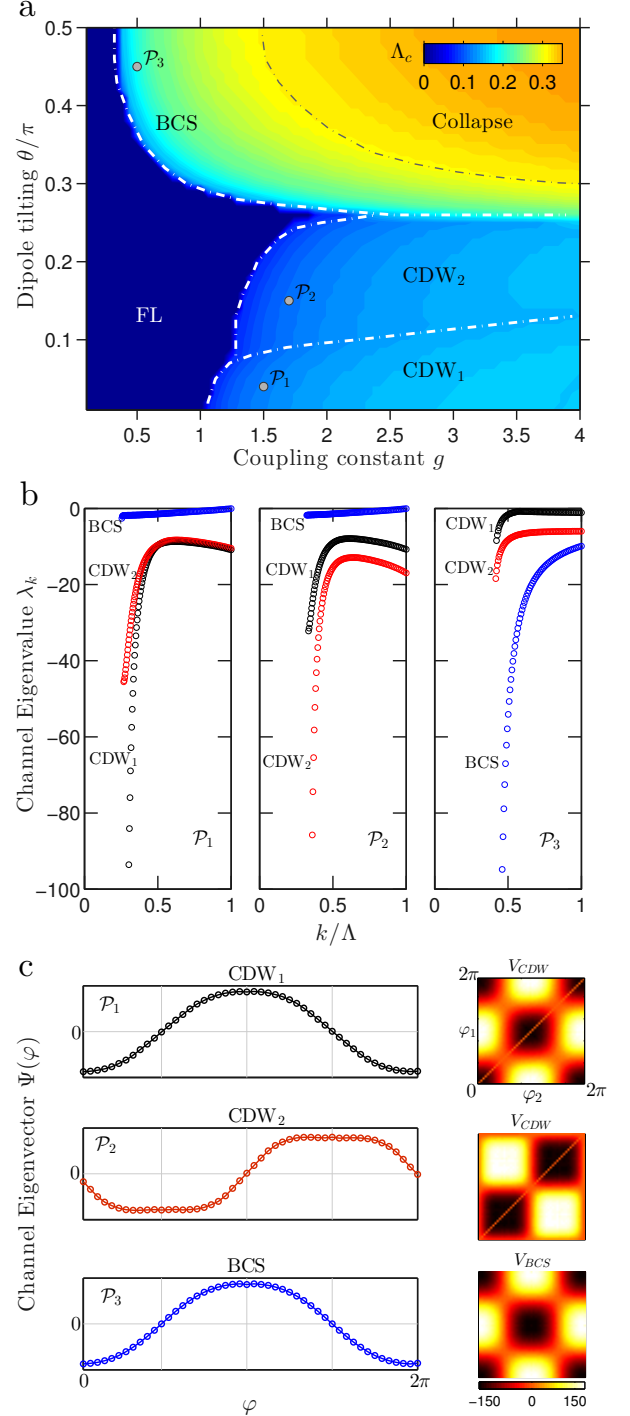 a
0.5
0.4
0.3
0.2
0.1
Dipole tilting θ/π
Λc
0 0.1 0.2 0.3
P3
BCS
Collapse
CDW2
P2
FL
CDW1
P1
0.5 1 1.5 2 2.5 3 3.5 4
Coupling constant g
b
Channel Eigenvalue λk
0
−20
−40
−60
−80
−100
BCS
CDW2
CDW1
P1
BCS
CDW1
CDW2
P2
CDW1
CDW2
BCS
P3
0 0.5 1 0 0.5 1 0 0.5 1
k/Λ
c
Channel Eigenvector Ψ(φ)
CDW1
P1
0
CDW2
P2
0
BCS
P3
0
0 2π
φ
VCDW
2π
φ1
0 φ2 2π
VCDW
VBCS
−150 0 150